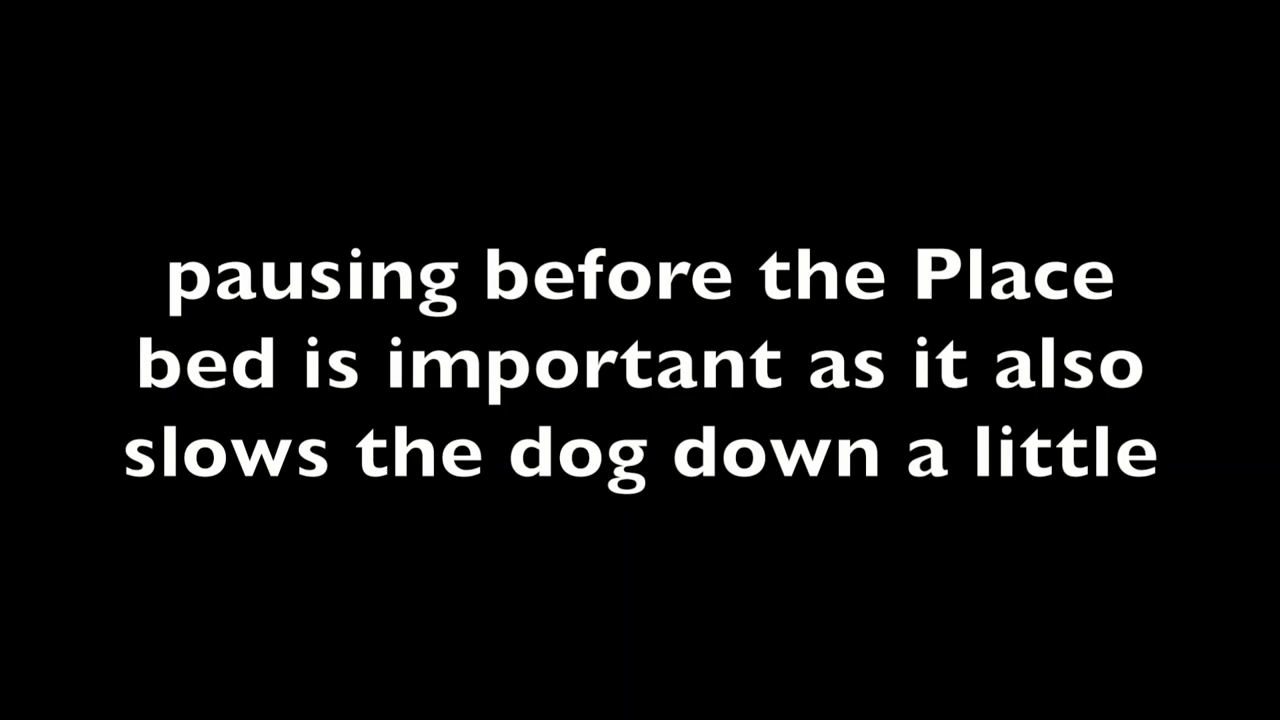 pausing before the Place
bed is important as it also
slows the dog down a little